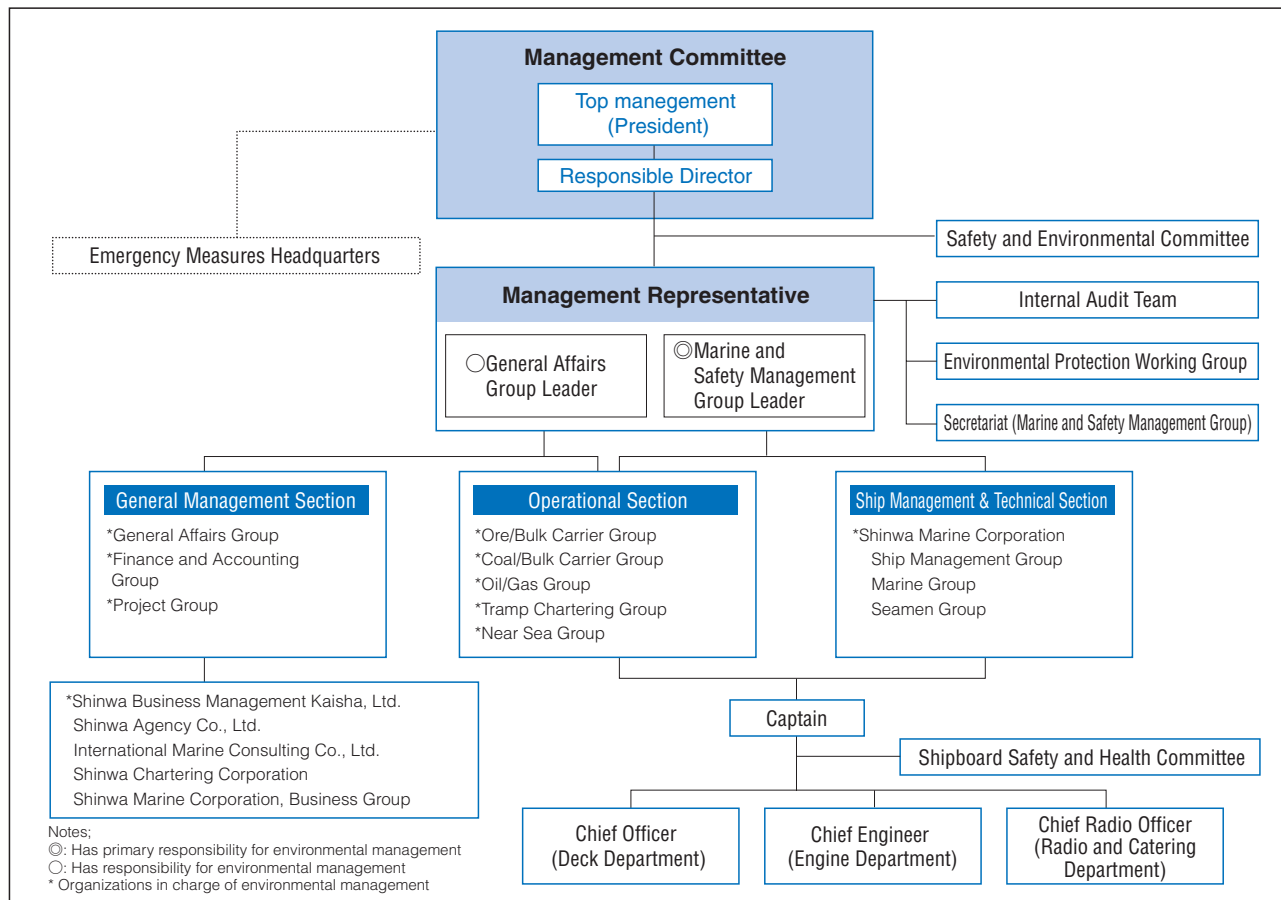 Management Committee
Top manegement
(President)
Responsible Director
Emergency Measures Headquarters
Safety and Environmental Committee
Management Representative
○General Affairs
Group Leader
◎Marine and
Safety Management
Group Leader
Internal Audit Team
Environmental Protection Working Group
Secretariat (Marine and Safety Management Group)
General Management Section
*General Affairs Group
*Finance and Accounting
Group
*Project Group
Operational Section
*Ore/Bulk Carrier Group
*Coal/Bulk Carrier Group
*Oil/Gas Group
*Tramp Chartering Group
*Near Sea Group
Ship Management & Technical Section
*Shinwa Marine Corporation
Ship Management Group
Marine Group
Seamen Group
*Shinwa Business Management Kaisha, Ltd.
Shinwa Agency Co., Ltd.
International Marine Consulting Co., Ltd.
Shinwa Chartering Corporation
Shinwa Marine Corporation, Business Group
Captain
Shipboard Safety and Health Committee
Chief Officer
(Deck Department)
Chief Engineer
(Engine Department)
Chief Radio Officer
(Radio and Catering
Department)
Notes;
◎: Has primary responsibility for environmental management
○: Has responsibility for environmental management
* Organizations in charge of environmental management